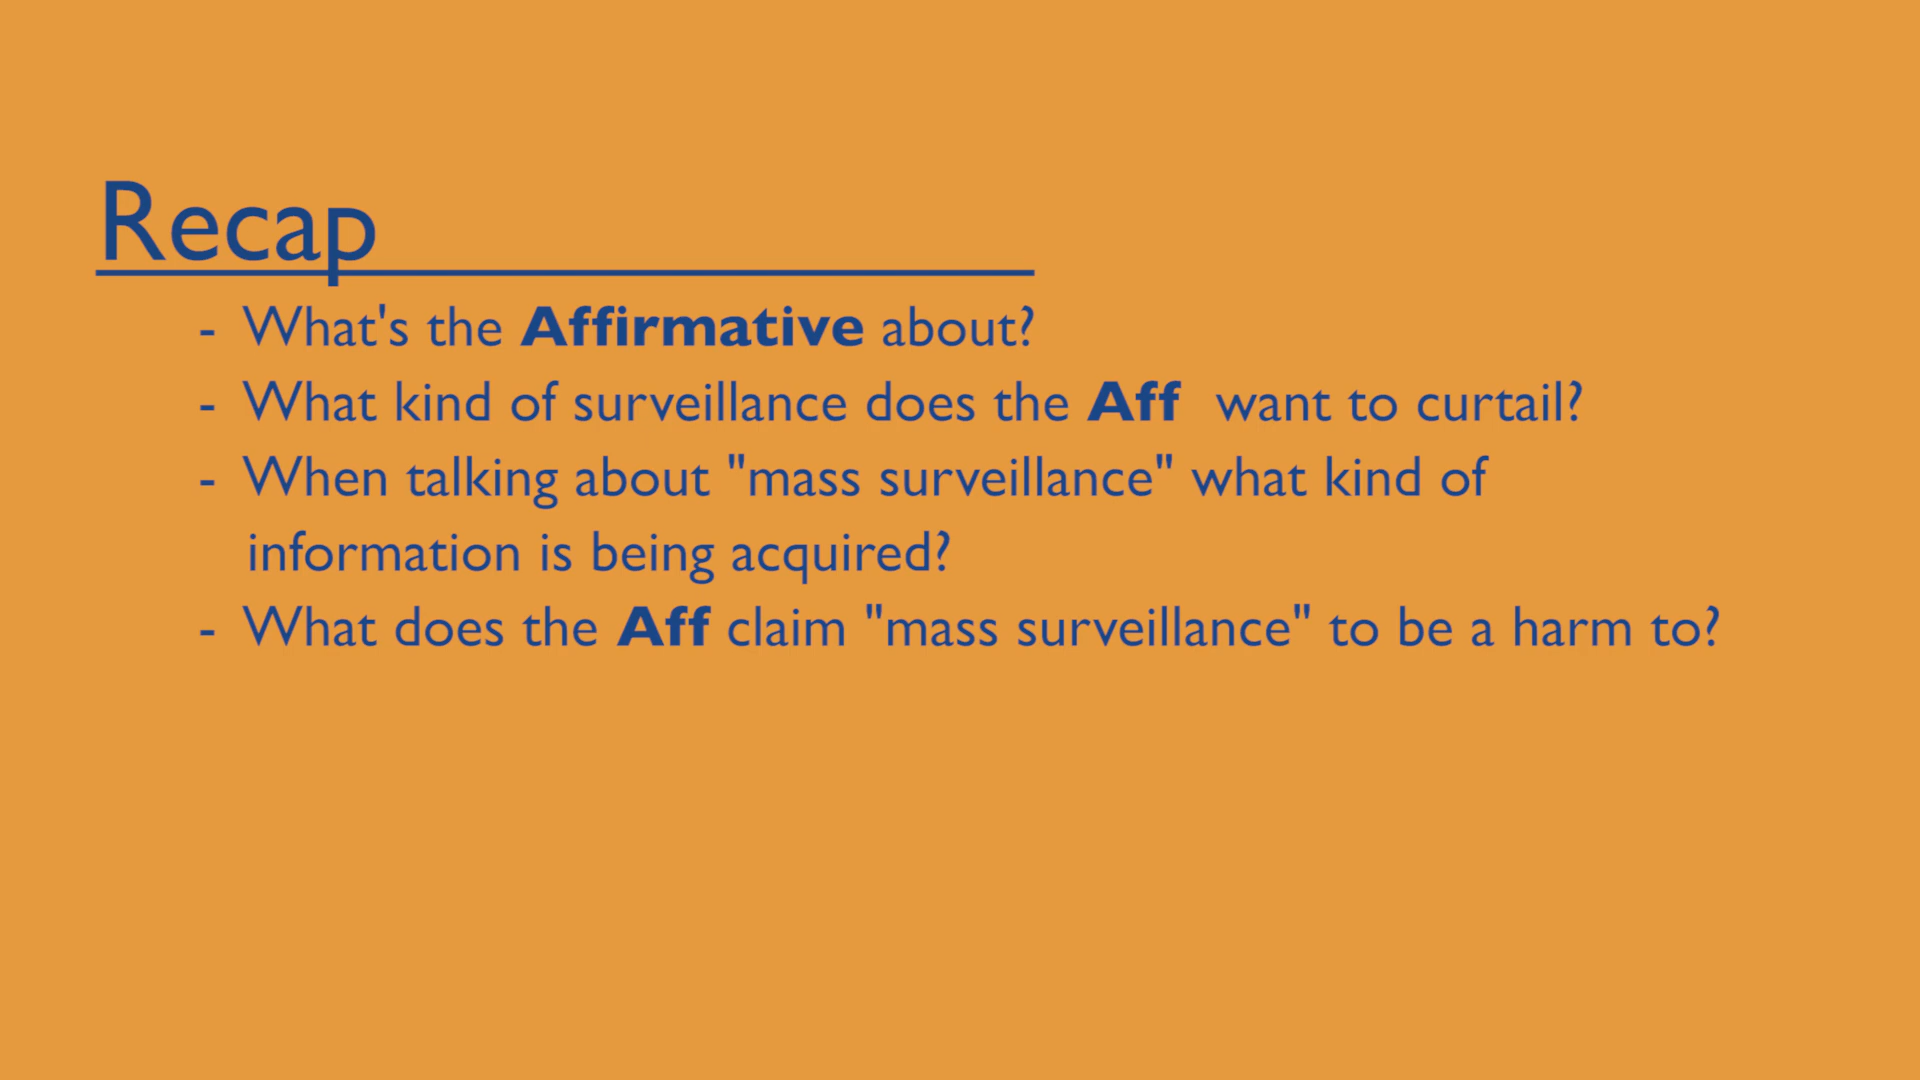 Recap
- What's the Affirmative about?
- What kind of surveillance does the Aff want to curtail?
- When talking about "mass surveillance" what kind of
information is being acquired?
- What does the Aff claim "mass surveillance" to be a harm to?